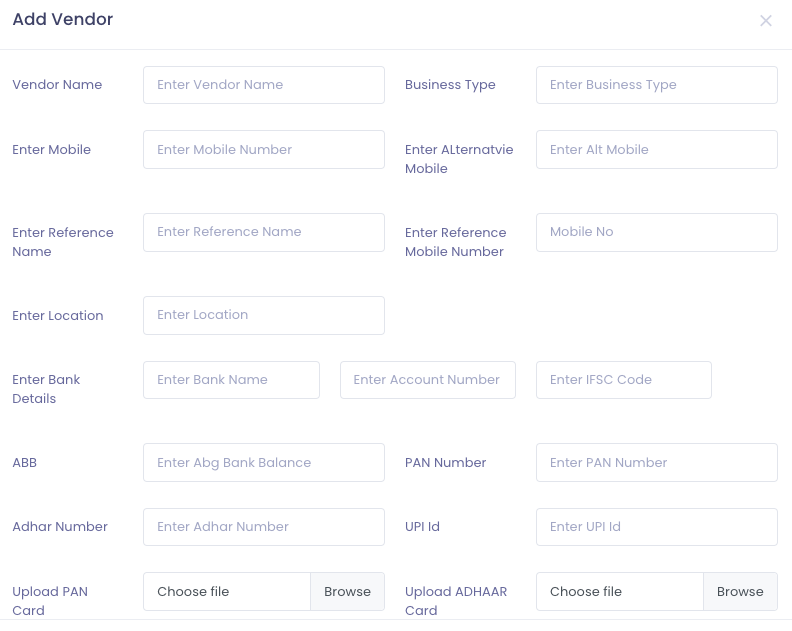 Add Vendor
Vendor Name Enter Vendor Name Business Type Enter Business Type
Enter Mobile Enter Mobile Number Enter ALternatvie Mobile Enter Alt Mobile
Enter Reference Name Enter Reference Name Enter Reference Mobile Number Mobile No
Enter Location Enter Location
Enter Bank Details Enter Bank Name Enter Account Number Enter IFSC Code
ABB Enter Abg Bank Balance PAN Number Enter PAN Number
Adhar Number Enter Adhar Number UPI Id Enter UPI Id
Upload PAN Card Choose file Browse Upload ADHAAR Card Choose file Browse